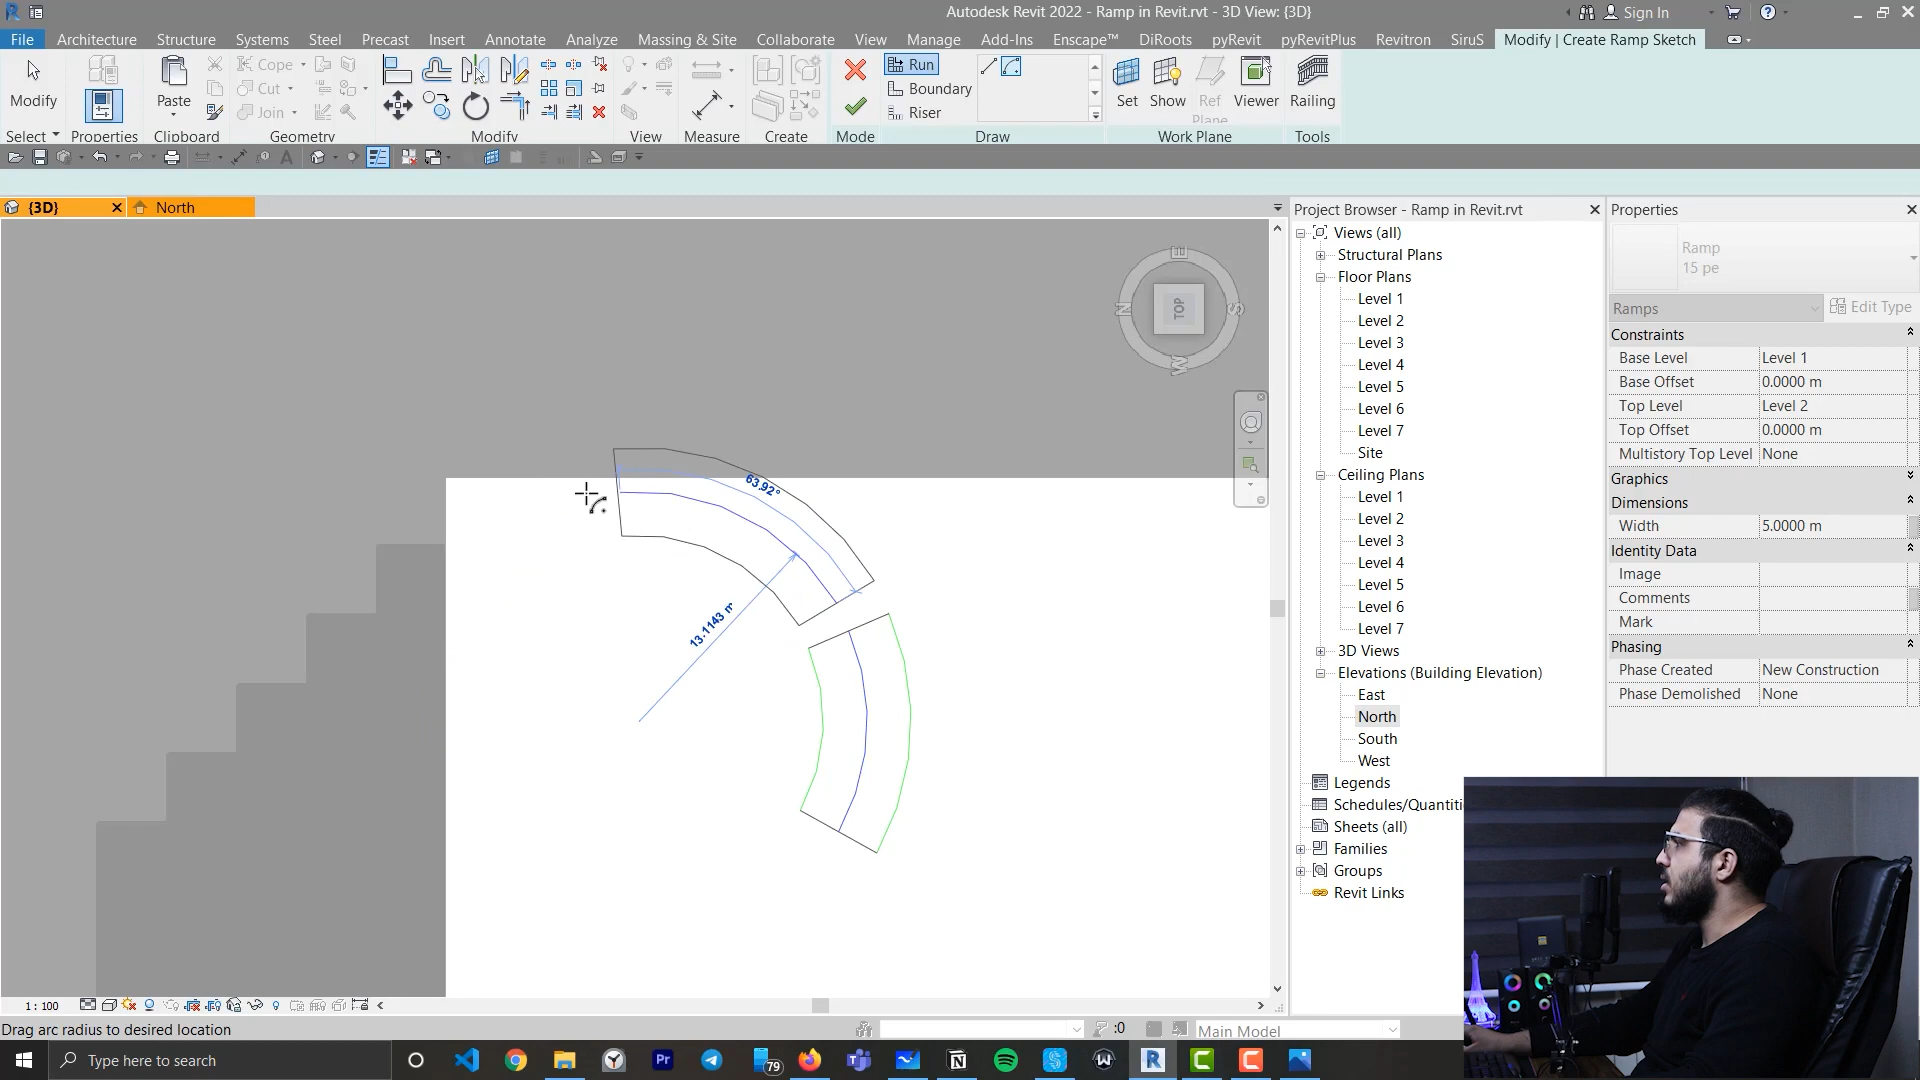 Autodesk Revit 2022 - Ramp in Revit.rvt - 3D View: {3D}
Sign In
File Architecture Structure Systems Steel Precast Insert Annotate Analyze Massing & Site Collaborate View Manage Add-Ins Enscape™ DiRoots pyRevit pyRevitPlus Revitron SiruS Modify | Create Ramp Sketch
Cope
Run
Cut
Boundary
Modify
Paste
Set Show Ref Viewer Railing
Join
Riser
Plane
Select Properties Clipboard Geometry Modify View Measure Create Mode Draw Work Plane Tools
{3D}
North
E
N
TOP
S
W
63.92°
13.1143 m
Project Browser - Ramp in Revit.rvt
Views (all)
Structural Plans
Floor Plans
Level 1
Level 2
Level 3
Level 4
Level 5
Level 6
Level 7
Site
Ceiling Plans
Level 1
Level 2
Level 3
Level 4
Level 5
Level 6
Level 7
3D Views
Elevations (Building Elevation)
East
North
South
West
Legends
Schedules/Quantiti
Sheets (all)
Families
Groups
Revit Links
Properties
Ramp
15 pe
Ramps
Edit Type
Constraints
Base Level Level 1
Base Offset 0.0000 m
Top Level Level 2
Top Offset 0.0000 m
Multistory Top Level None
Graphics
Dimensions
Width 5.0000 m
Identity Data
Image
Comments
Mark
Phasing
Phase Created New Construction
Phase Demolished None
1 : 100
Drag arc radius to desired location
:0
Main Model
Type here to search
Pr
79
N
R
C
C